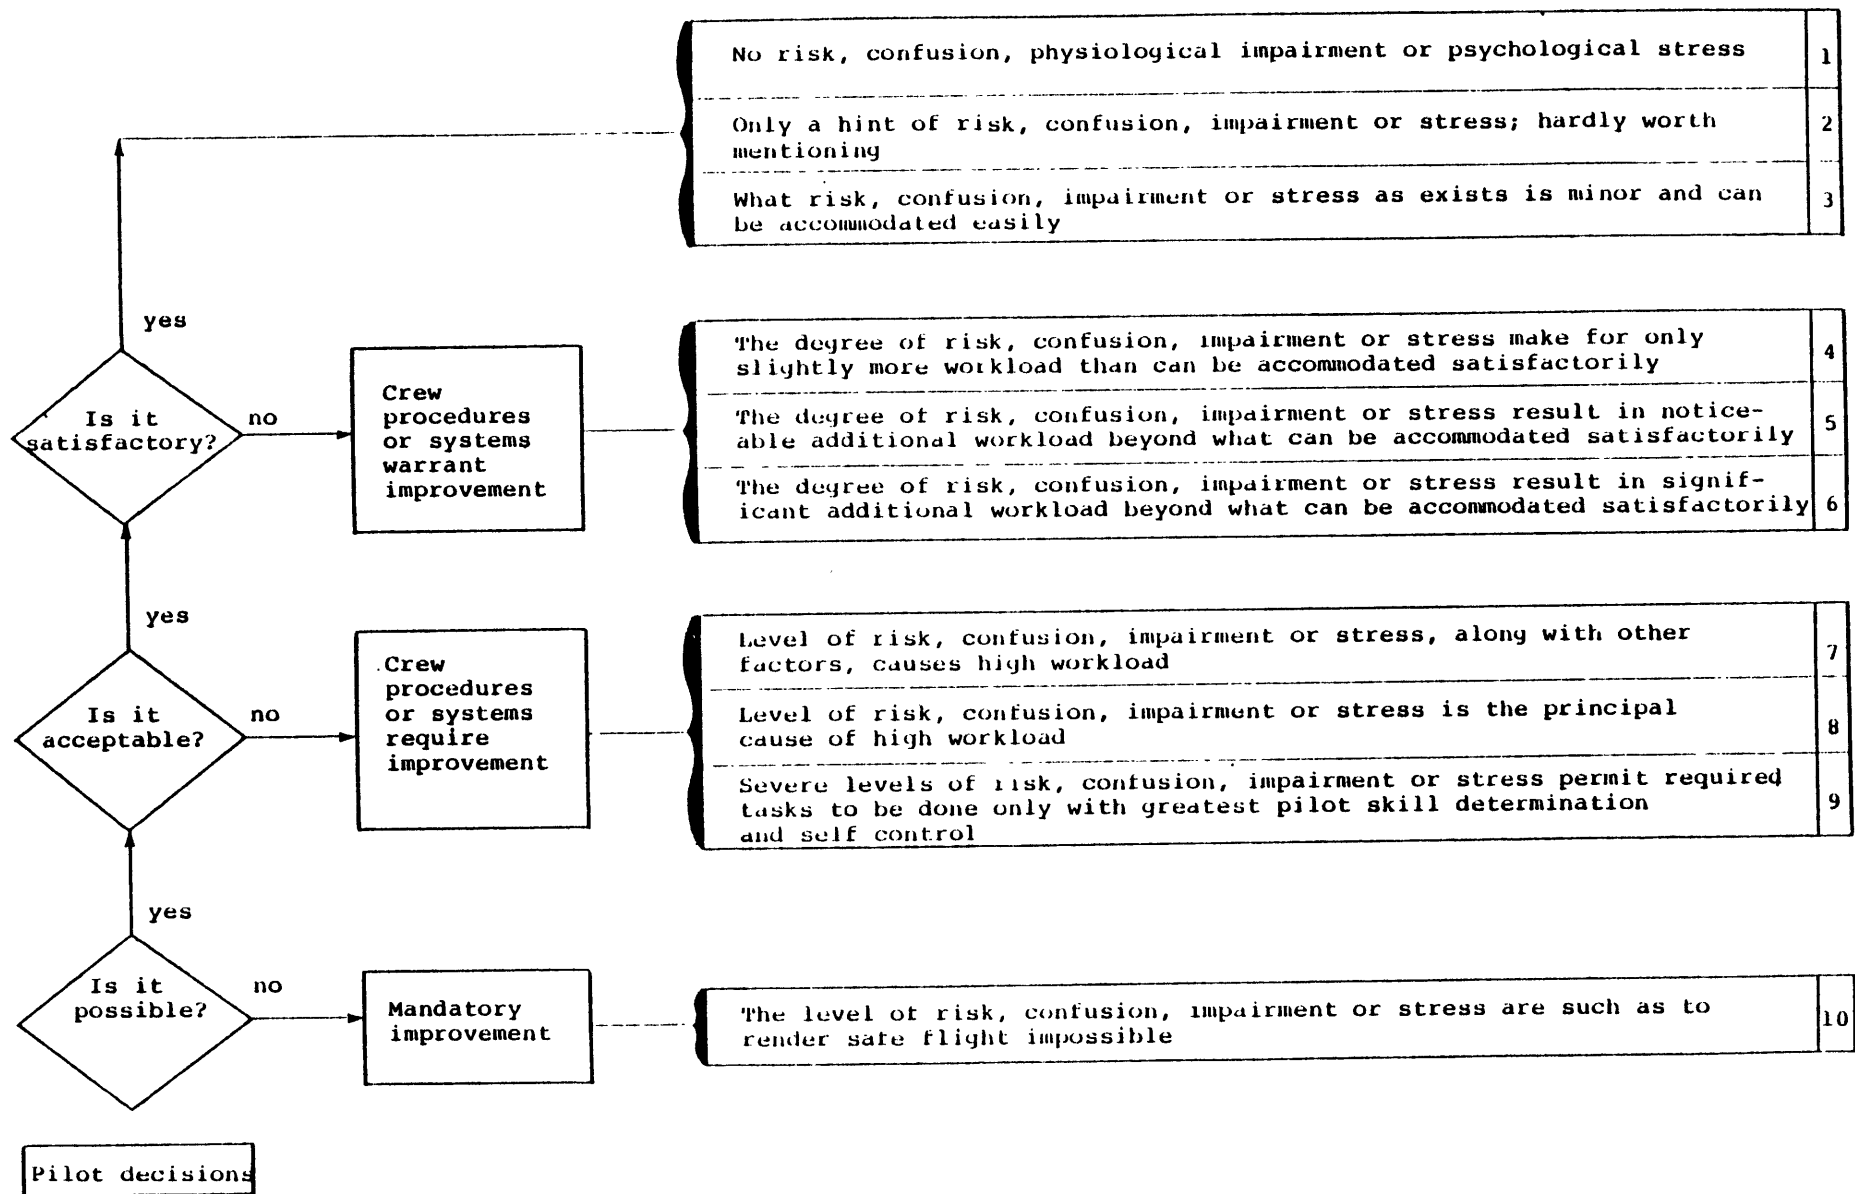 No risk, confusion, physiological impairment or psychological stress
1
Only a hint of risk, confusion, impairment or stress; hardly worth
mentioning
2
What risk, confusion, impairment or stress as exists is minor and can
be accommodated easily
3
yes
Is it
satisfactory?
no
Crew
procedures
or systems
warrant
improvement
The degree of risk, confusion, impairment or stress make for only
slightly more workload than can be accommodated satisfactorily
4
The degree of risk, confusion, impairment or stress result in notice-
able additional workload beyond what can be accommodated satisfactorily
5
The degree of risk, confusion, impairment or stress result in signif-
icant additional workload beyond what can be accommodated satisfactorily
6
yes
Is it
acceptable?
no
Crew
procedures
or systems
require
improvement
Level of risk, confusion, impairment or stress, along with other
factors, causes high workload
7
Level of risk, confusion, impairment or stress is the principal
cause of high workload
8
Severe levels of risk, confusion, impairment or stress permit required
tasks to be done only with greatest pilot skill determination
and self control
9
yes
Is it
possible?
no
Mandatory
improvement
The level of risk, confusion, impairment or stress are such as to
render safe flight impossible
10
Pilot decisions